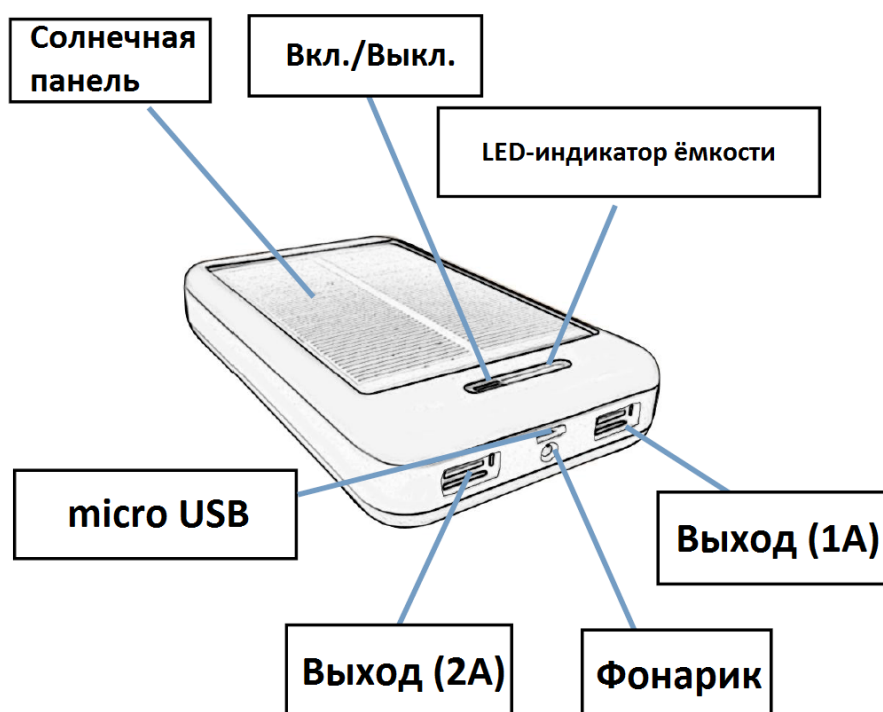 Солнечная
панель
Вкл./Выкл.
LED-индикатор ёмкости
micro USB
Выход (1А)
Выход (2А)
Фонарик